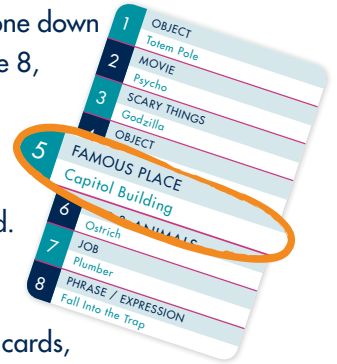 one down
e 8,
d.
cards,
1 OBJECT
Totem Pole
2 MOVIE
Psycho
3 SCARY THINGS
Godzilla
OBJECT
5 FAMOUS PLACE
Capitol Building
6 ANIMALS
Ostrich
7 JOB
Plumber
8 PHRASE / EXPRESSION
Fall Into the Trap